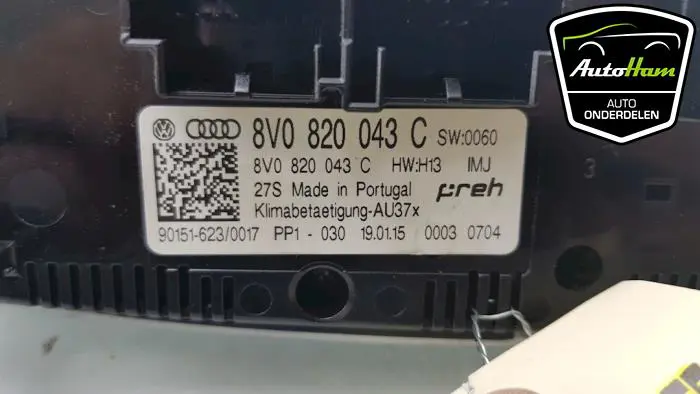 AutoHam
AUTO
ONDERDELEN
8V0 820 043 C SW:0060
8V0 820 043 C HW:H13 IMJ
27S Made in Portugal preh
Klimabetaetigung-AU37x
90151-623/0017 PP1 - 030 19.01.15 0003 0704
3